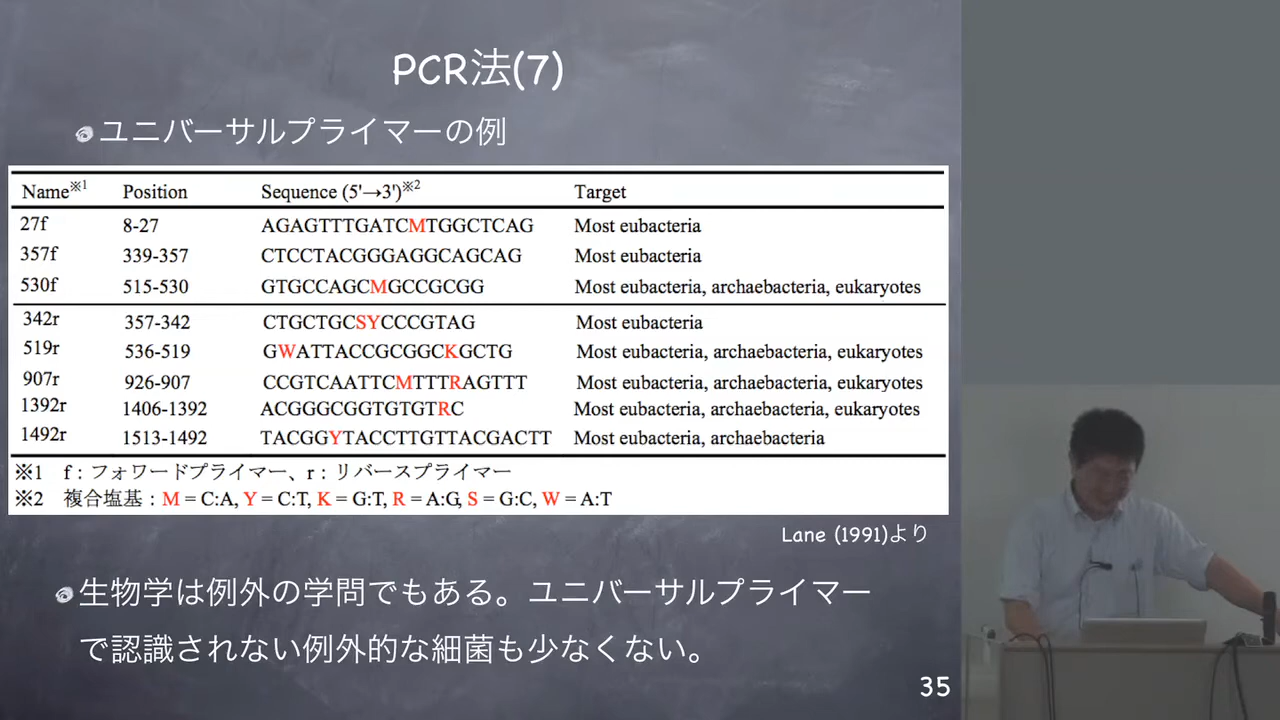 PCR法(7)
ユニバーサルプライマーの例
Name※1 Position Sequence (5'→3')※2 Target
27f 8-27 AGAGTTTGATCMTGGCTCAG Most eubacteria
357f 339-357 CTCCTACGGGAGGCAGCAG Most eubacteria
530f 515-530 GTGCCAGCMGCCGCGG Most eubacteria, archaebacteria, eukaryotes
342r 357-342 CTGCTGCSYCCCGTAG Most eubacteria
519r 536-519 GWATTACCGCGGCKGCTG Most eubacteria, archaebacteria, eukaryotes
907r 926-907 CCGTCAATTCMTTTRAGTTT Most eubacteria, archaebacteria, eukaryotes
1392r 1406-1392 ACGGGCGGTGTGTRC Most eubacteria, archaebacteria, eukaryotes
1492r 1513-1492 TACGGYTACCTTGTTACGACTT Most eubacteria, archaebacteria
※1 f : フォワードプライマー、r : リバースプライマー
※2 複合塩基 : M = C:A, Y = C:T, K = G:T, R = A:G, S = G:C, W = A:T
Lane (1991)より
生物学は例外の学問でもある。ユニバーサルプライマー
で認識されない例外的な細菌も少なくない。
35